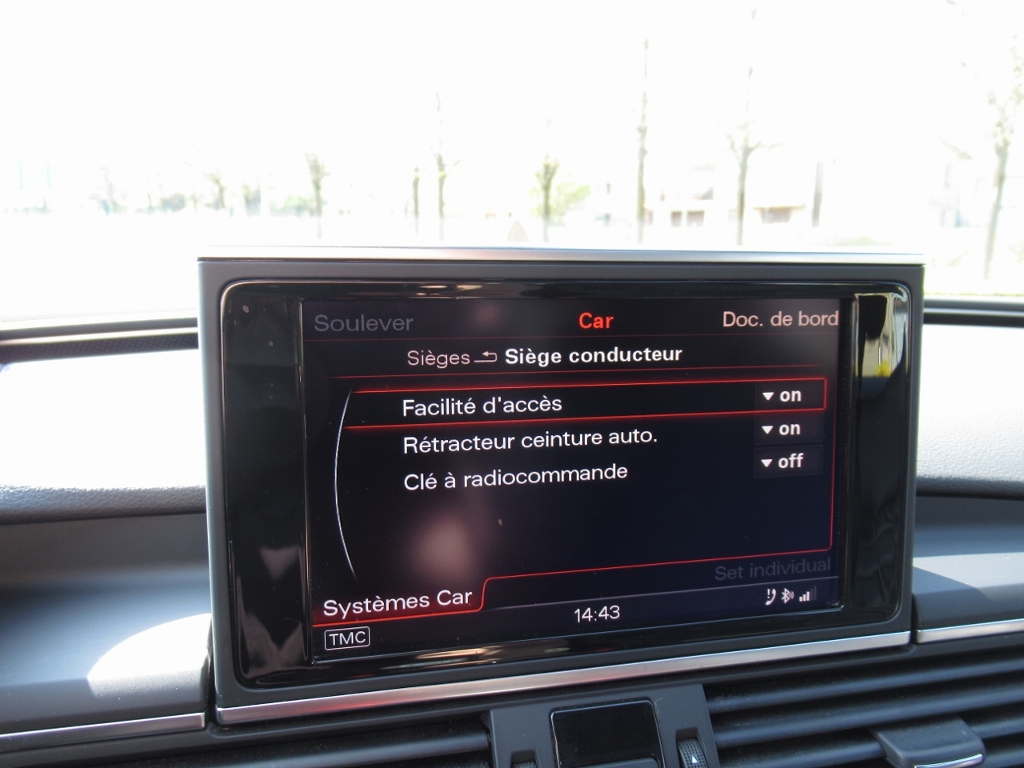 Soulever Car Doc. de bord
Sièges Siège conducteur
Facilité d'accès on
Rétracteur ceinture auto. on
Clé à radiocommande off
Set individual
Systèmes Car
14:43
TMC